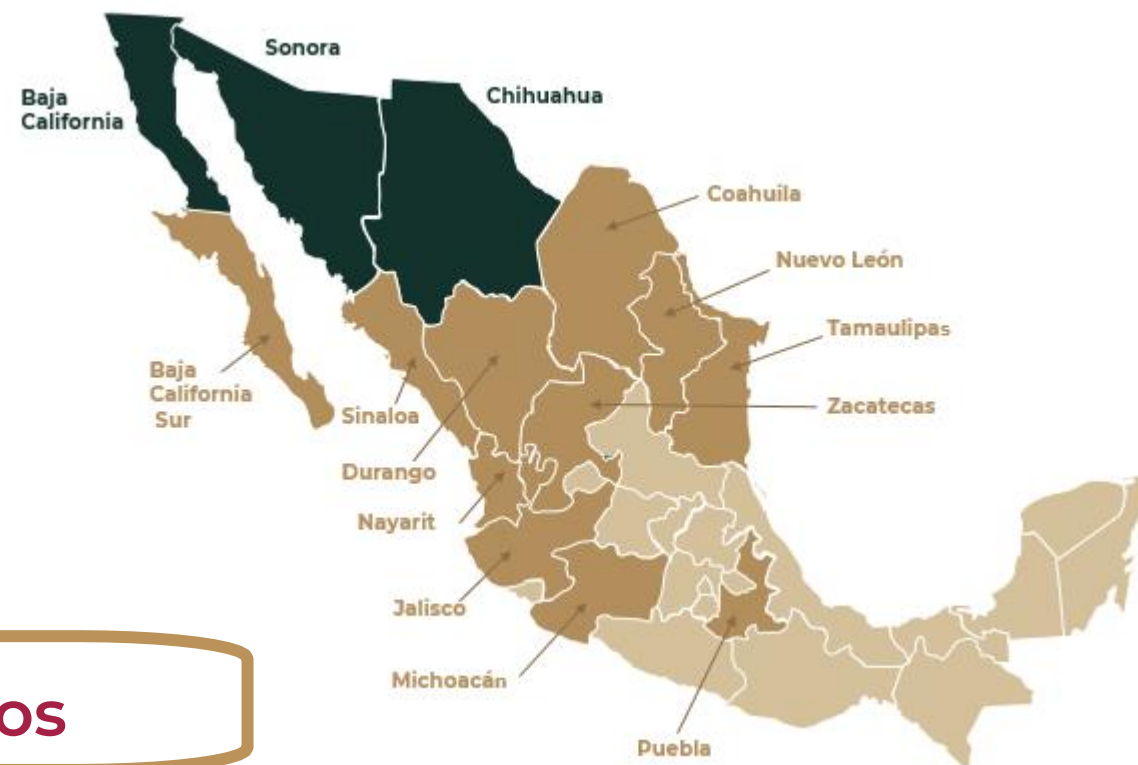 Sonora
Baja
California
Chihuahua
Coahuila
Nuevo León
Tamaulipas
Baja
California
Sur
Sinaloa
Zacatecas
Durango
Nayarit
Jalisco
Michoacán
os
Puebla